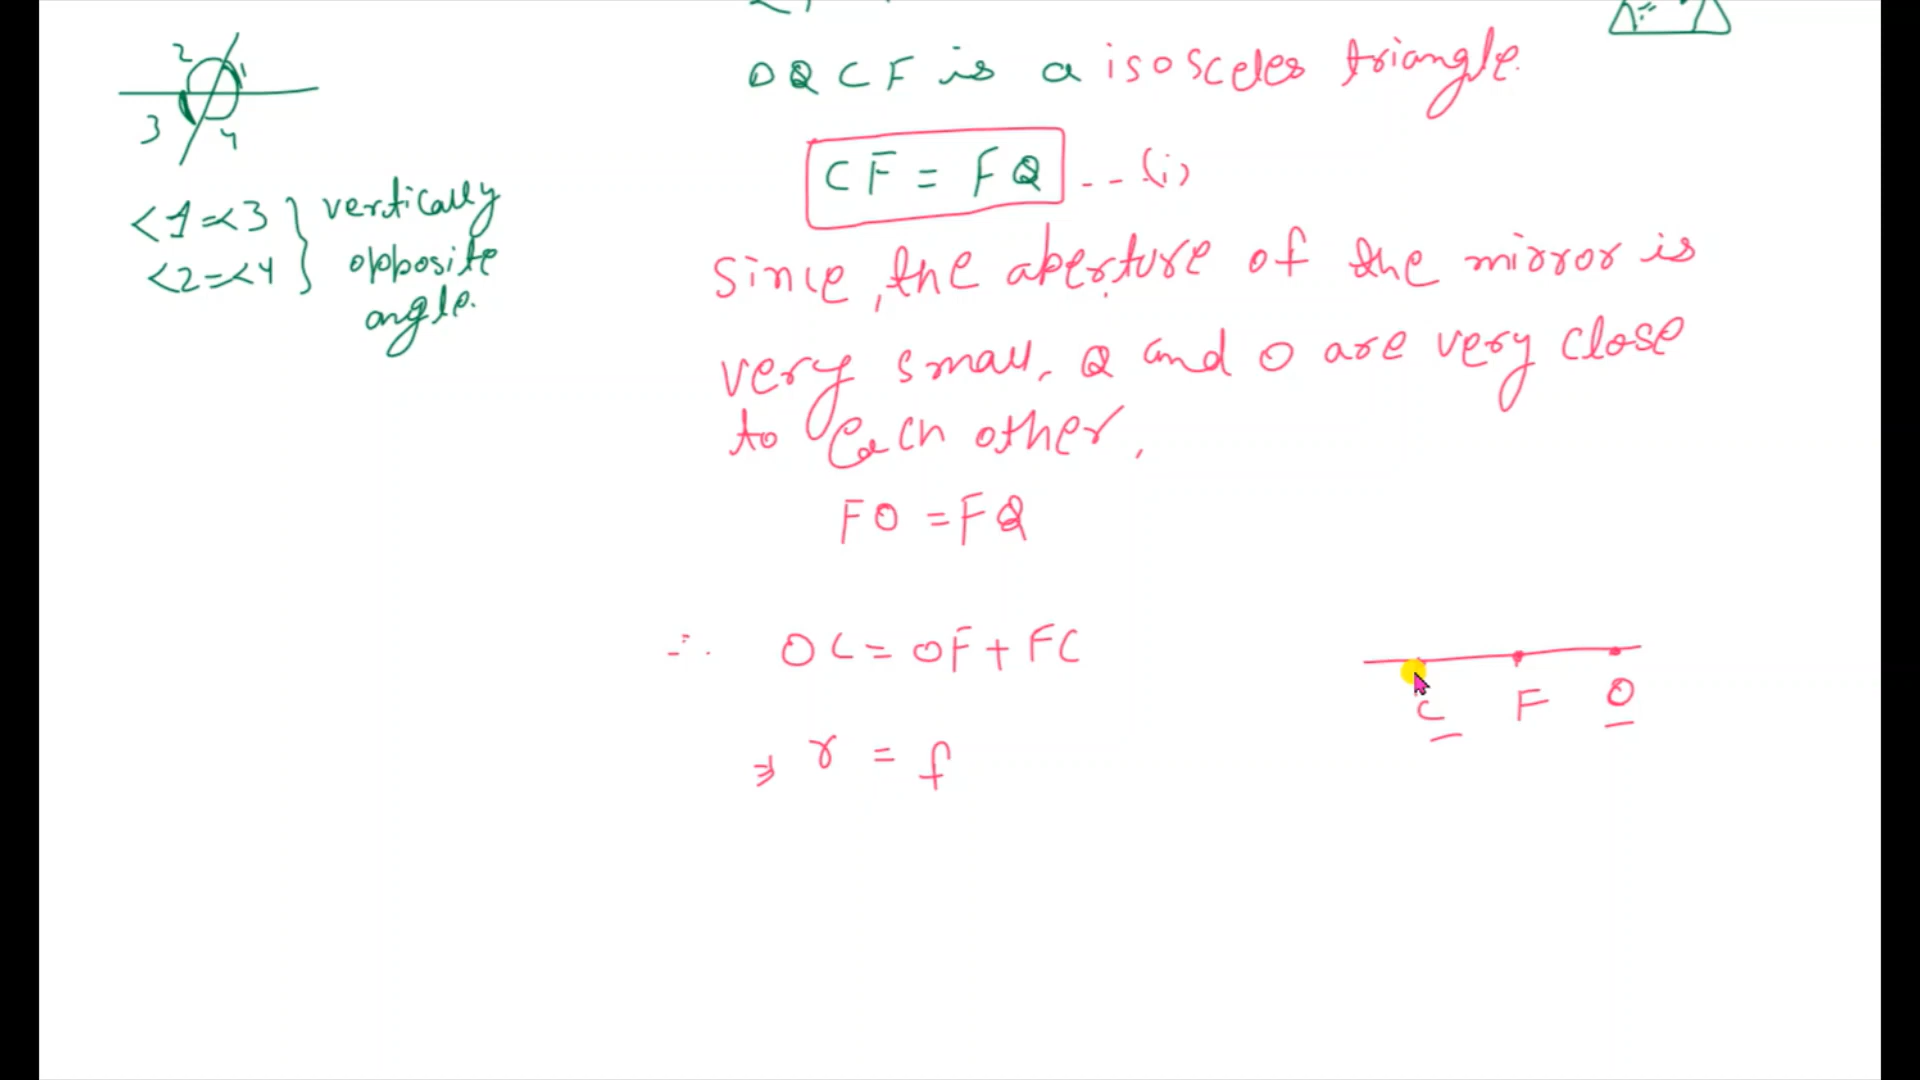 2 1
3 4
<1=<3 } vertically
<2=<4 } opposite
angle.
△QCF is a isosceles triangle.
CF = FQ --(i)
Since, the aperture of the mirror is
very small, Q and O are very close
to each other,
FO = FQ
∴ OC = OF + FC
⇒ r = f
C F O